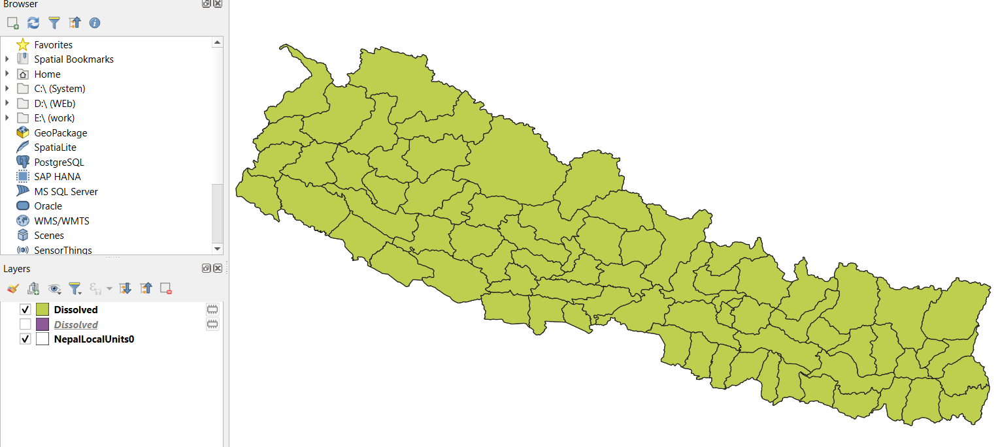 Browser
Favorites
Spatial Bookmarks
Home
C:\ (System)
D:\ (WEb)
E:\ (work)
GeoPackage
SpatiaLite
PostgreSQL
SAP HANA
MS SQL Server
Oracle
WMS/WMTS
Scenes
SensorThings
Layers
Dissolved
Dissolved
NepalLocalUnits0